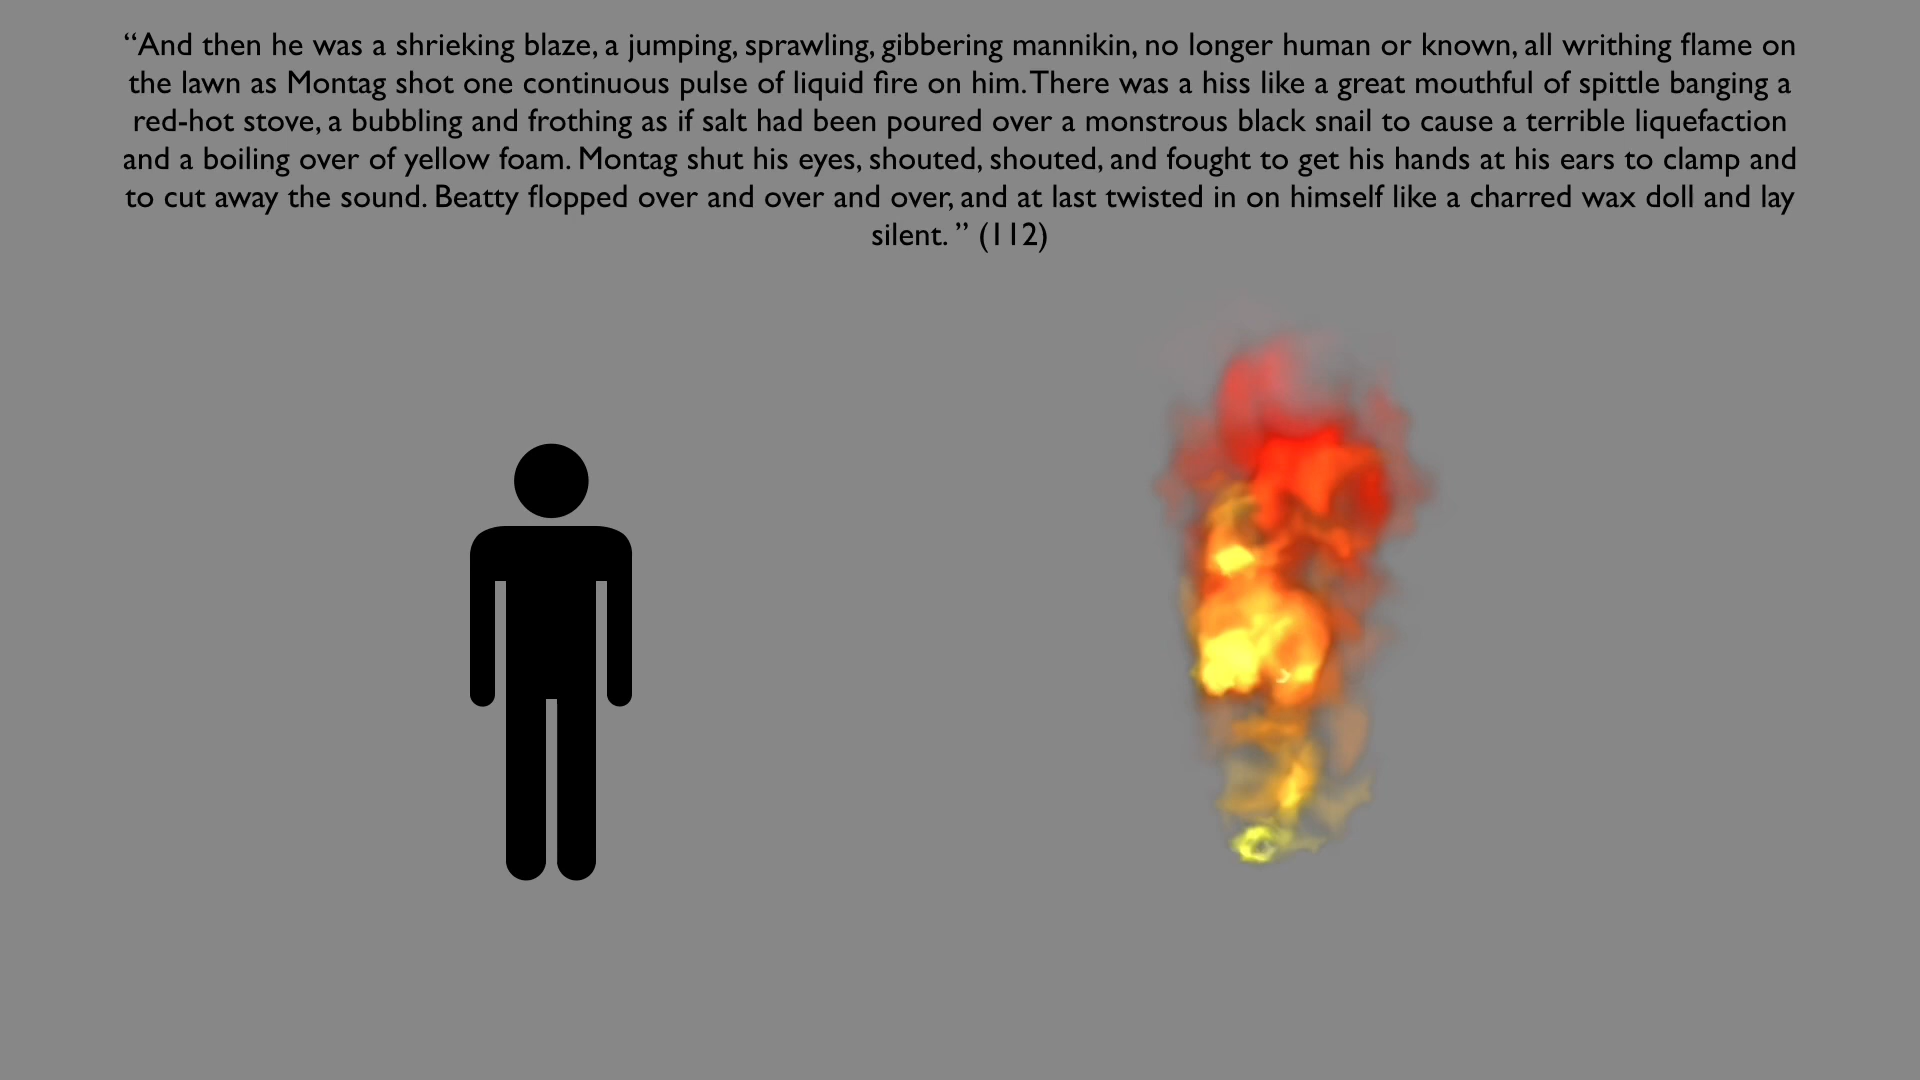 “And then he was a shrieking blaze, a jumping, sprawling, gibbering mannikin, no longer human or known, all writhing flame on
the lawn as Montag shot one continuous pulse of liquid fire on him. There was a hiss like a great mouthful of spittle banging a
red-hot stove, a bubbling and frothing as if salt had been poured over a monstrous black snail to cause a terrible liquefaction
and a boiling over of yellow foam. Montag shut his eyes, shouted, shouted, and fought to get his hands at his ears to clamp and
to cut away the sound. Beatty flopped over and over and over, and at last twisted in on himself like a charred wax doll and lay
silent. ” (112)